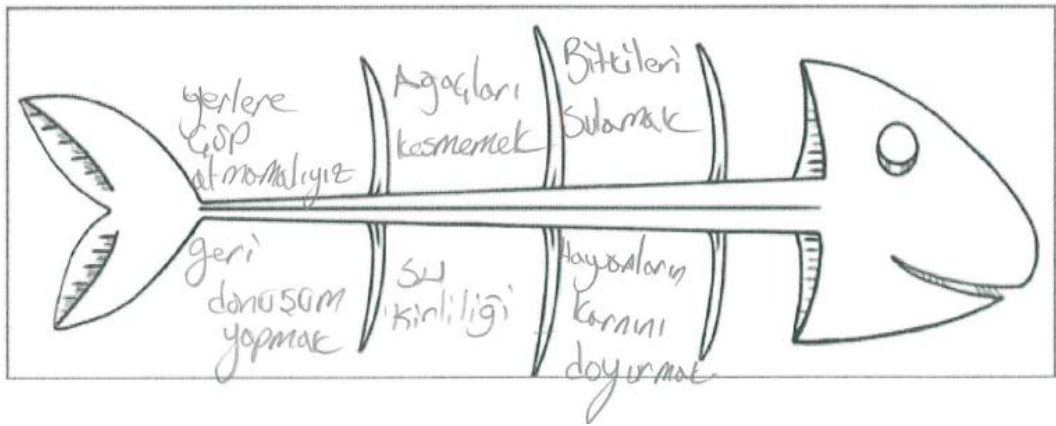 yerlere
çöp
atmamalıyız
Ağaçları
kesmemek
Bitkileri
sulamak
geri
dönüşüm
yapmak
Su
kirliliği
Hayvanların
karnını
doyurmak